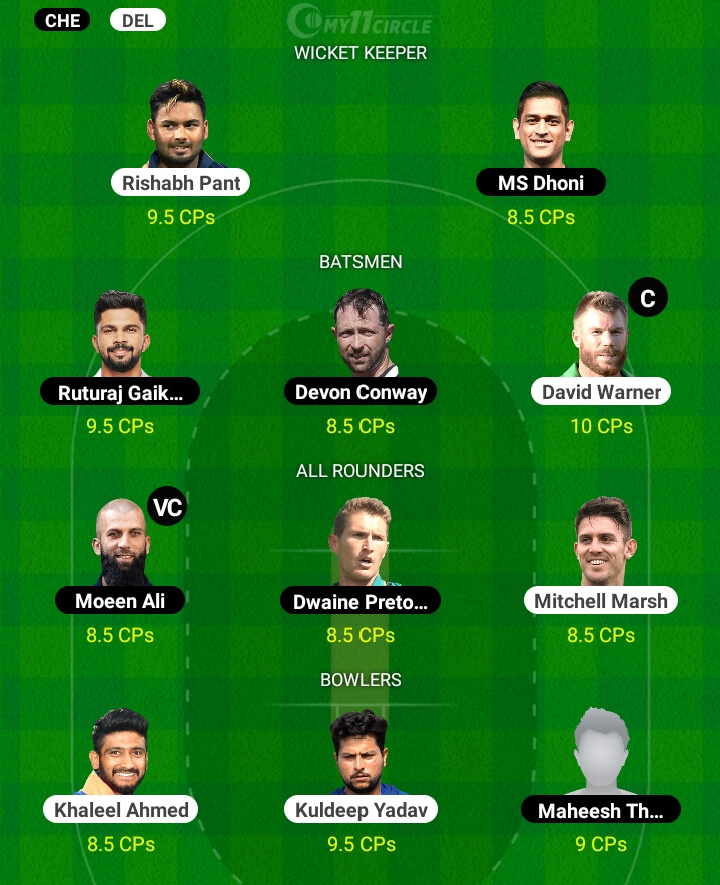 CHE DEL
MY11CIRCLE
WICKET KEEPER
Rishabh Pant MS Dhoni
9.5 CPs 8.5 CPs
BATSMEN
C
Ruturaj Gaik... Devon Conway David Warner
9.5 CPs 8.5 CPs 10 CPs
ALL ROUNDERS
VC
Moeen Ali Dwaine Preto... Mitchell Marsh
8.5 CPs 8.5 CPs 8.5 CPs
BOWLERS
Khaleel Ahmed Kuldeep Yadav Maheesh Th...
8.5 CPs 9.5 CPs 9 CPs